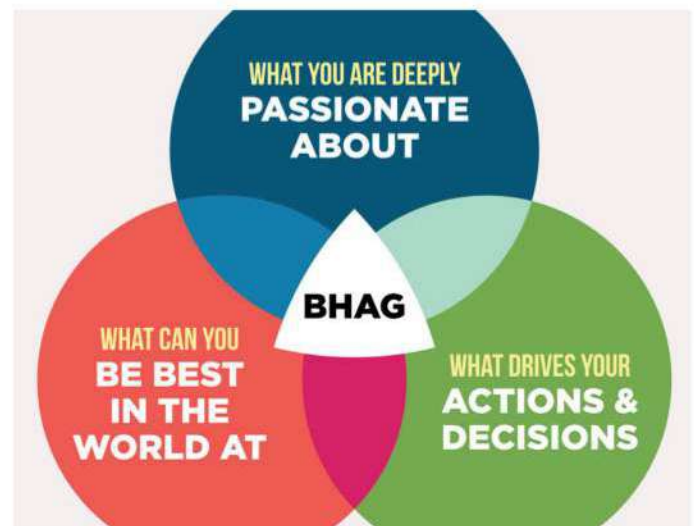 WHAT YOU ARE DEEPLY
PASSIONATE
ABOUT
BHAG
WHAT CAN YOU
BE BEST
IN THE
WORLD AT
WHAT DRIVES YOUR
ACTIONS &
DECISIONS